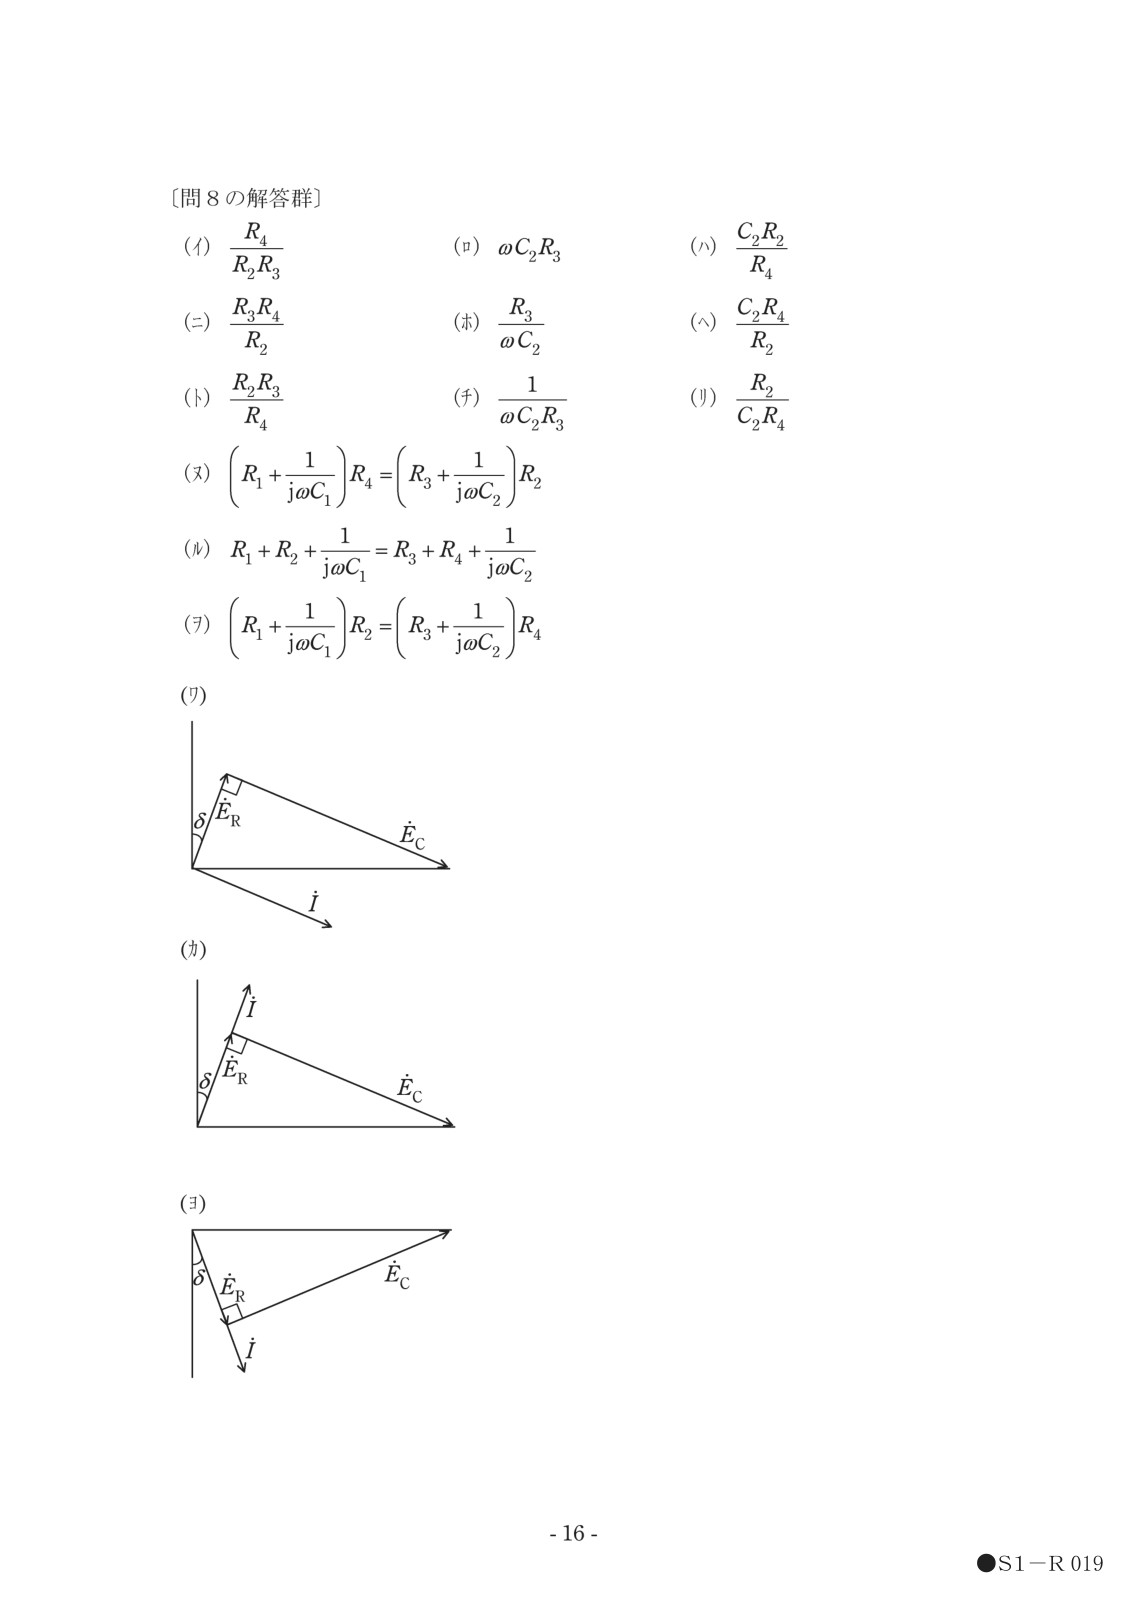 〔問８の解答群〕
(ｲ) R₄/(R₂R₃) (ﾛ) ωC₂R₃ (ﾊ) C₂R₂/R₄
(ﾆ) R₃R₄/R₂ (ﾎ) R₃/(ωC₂) (ﾍ) C₂R₄/R₂
(ﾄ) R₂R₃/R₄ (ﾁ) 1/(ωC₂R₃) (ﾘ) R₂/(C₂R₄)
(ﾇ) (R₁ + 1/(jωC₁))R₄ = (R₃ + 1/(jωC₂))R₂
(ﾙ) R₁ + R₂ + 1/(jωC₁) = R₃ + R₄ + 1/(jωC₂)
(ｦ) (R₁ + 1/(jωC₁))R₂ = (R₃ + 1/(jωC₂))R₄
(ﾜ)
δ Ė_R Ė_C
İ
(ｶ)
İ
δ Ė_R Ė_C
(ﾖ)
δ Ė_R Ė_C
İ
- 16 -
●S1－R 019